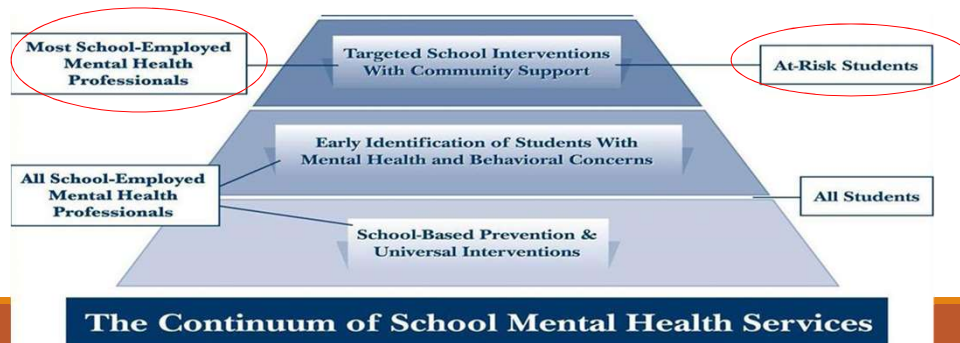 Most School-Employed
Mental Health
Professionals
Targeted School Interventions
With Community Support
At-Risk Students
Early Identification of Students With
Mental Health and Behavioral Concerns
All School-Employed
Mental Health
Professionals
All Students
School-Based Prevention &
Universal Interventions
The Continuum of School Mental Health Services